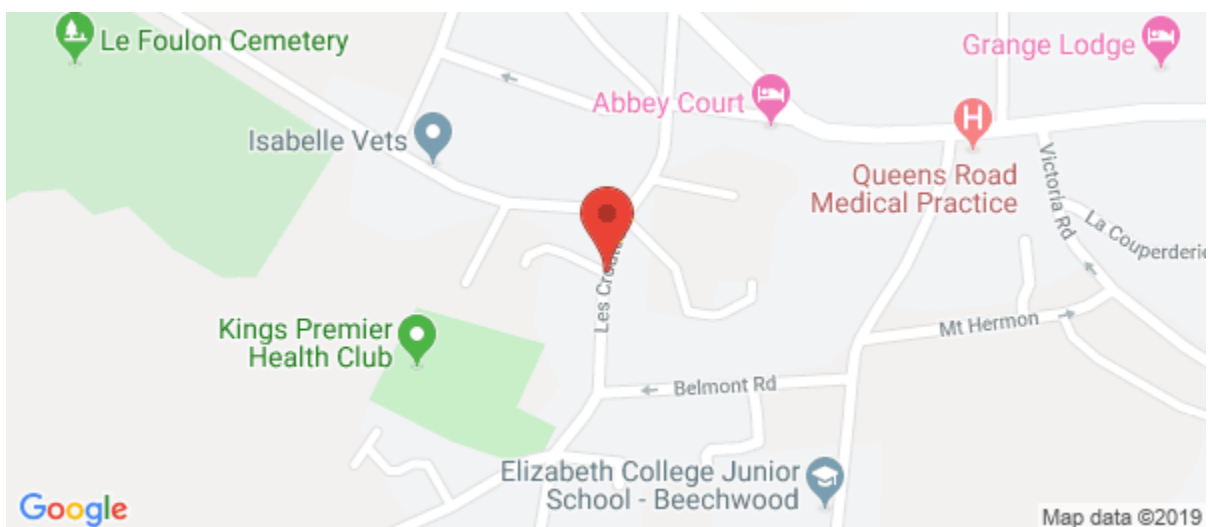 Le Foulon Cemetery
Grange Lodge
Abbey Court
H
Isabelle Vets
Queens Road
Medical Practice
Victoria Rd
La Couperderie
Les
Kings Premier
Health Club
Mt Hermon
Belmont Rd
Elizabeth College Junior
School - Beechwood
Google
Map data ©2019